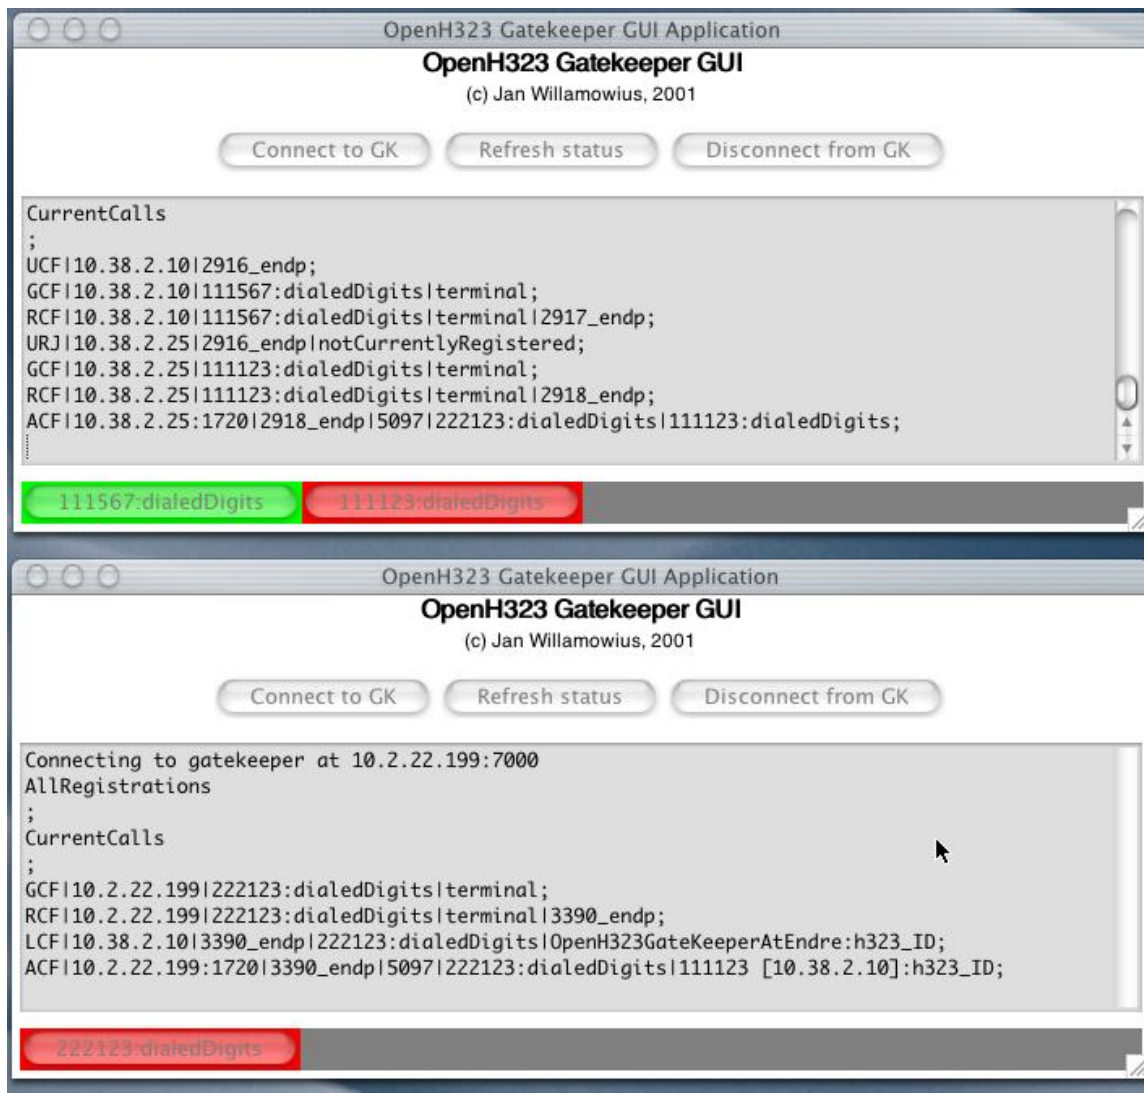 OpenH323 Gatekeeper GUI Application
OpenH323 Gatekeeper GUI
(c) Jan Willamowius, 2001
Connect to GK Refresh status Disconnect from GK
CurrentCalls
;
UCF|10.38.2.10|2916_endp;
GCF|10.38.2.10|111567:dialedDigits|terminal;
RCF|10.38.2.10|111567:dialedDigits|terminal|2917_endp;
URJ|10.38.2.25|2916_endp|notCurrentlyRegistered;
GCF|10.38.2.25|111123:dialedDigits|terminal;
RCF|10.38.2.25|111123:dialedDigits|terminal|2918_endp;
ACF|10.38.2.25:1720|2918_endp|5097|222123:dialedDigits|111123:dialedDigits;
111567:dialedDigits 111123:dialedDigits
OpenH323 Gatekeeper GUI Application
OpenH323 Gatekeeper GUI
(c) Jan Willamowius, 2001
Connect to GK Refresh status Disconnect from GK
Connecting to gatekeeper at 10.2.22.199:7000
AllRegistrations
;
CurrentCalls
;
GCF|10.2.22.199|222123:dialedDigits|terminal;
RCF|10.2.22.199|222123:dialedDigits|terminal|3390_endp;
LCF|10.38.2.10|3390_endp|222123:dialedDigits|OpenH323GateKeeperAtEndre:h323_ID;
ACF|10.2.22.199:1720|3390_endp|5097|222123:dialedDigits|111123 [10.38.2.10]:h323_ID;
222123:dialedDigits